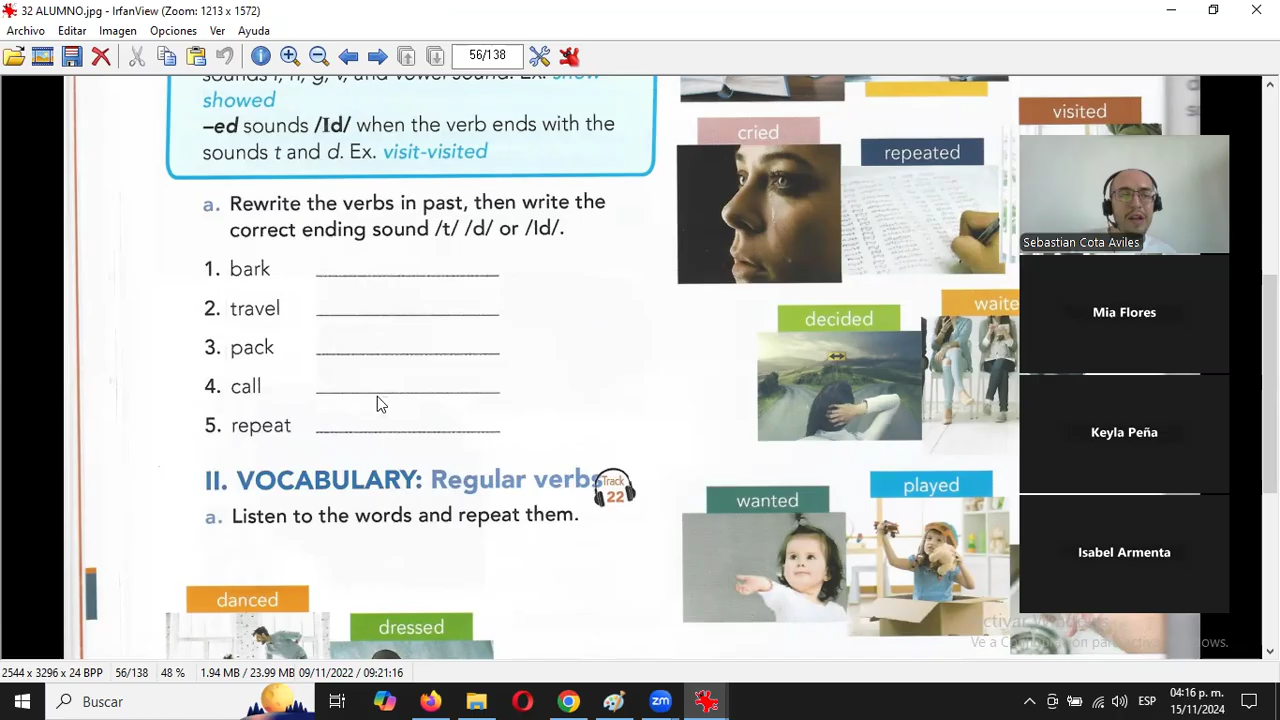 32 ALUMNO.jpg - IrfanView (Zoom: 1213 x 1572)
Archivo Editar Imagen Opciones Ver Ayuda
56/138
showed
–ed sounds /Id/ when the verb ends with the
sounds t and d. Ex. visit-visited
a. Rewrite the verbs in past, then write the
correct ending sound /t/ /d/ or /Id/.
1. bark
2. travel
3. pack
4. call
5. repeat
II. VOCABULARY: Regular verbs
Track
22
a. Listen to the words and repeat them.
danced
dressed
cried
repeated
visited
decided
waite
wanted
played
Sebastian Cota Aviles
Mia Flores
Keyla Peña
Isabel Armenta
2544 x 3296 x 24 BPP 56/138 48 % 1.94 MB / 23.99 MB 09/11/2022 / 09:21:16
Buscar
zm
ESP
04:16 p. m.
15/11/2024